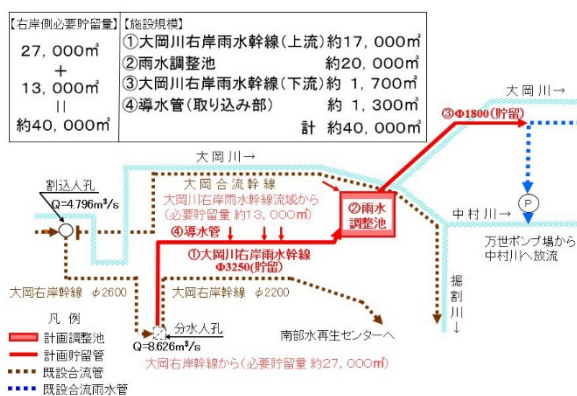 【右岸側必要貯留量】
27,000㎥
+
13,000㎥
||
約40,000㎥
【施設規模】
①大岡川右岸雨水幹線(上流) 約17,000㎥
②雨水調整池 約20,000㎥
③大岡川右岸雨水幹線(下流) 約 1,700㎥
④導水管(取り込み部) 約 1,300㎥
計 約40,000㎥
大岡川→
③Φ1800(貯留)
大岡川→
割込人孔
Q=4.796m³/s
大岡合流幹線
大岡川右岸雨水幹線流域から
(必要貯留量 約13,000㎥)
②雨水
調整池
P
④導水管
中村川→
①大岡川右岸雨水幹線
Φ3250(貯留)
万世ポンプ場から
中村川へ放流
掘割川→
大岡右岸幹線 φ2600
大岡右岸幹線 φ2200
凡 例
計画調整池
計画貯留管
既設合流管
既設合流雨水管
分水人孔
Q=8.626m³/s
南部水再生センターへ
大岡右岸幹線から(必要貯留量 約27,000㎥)